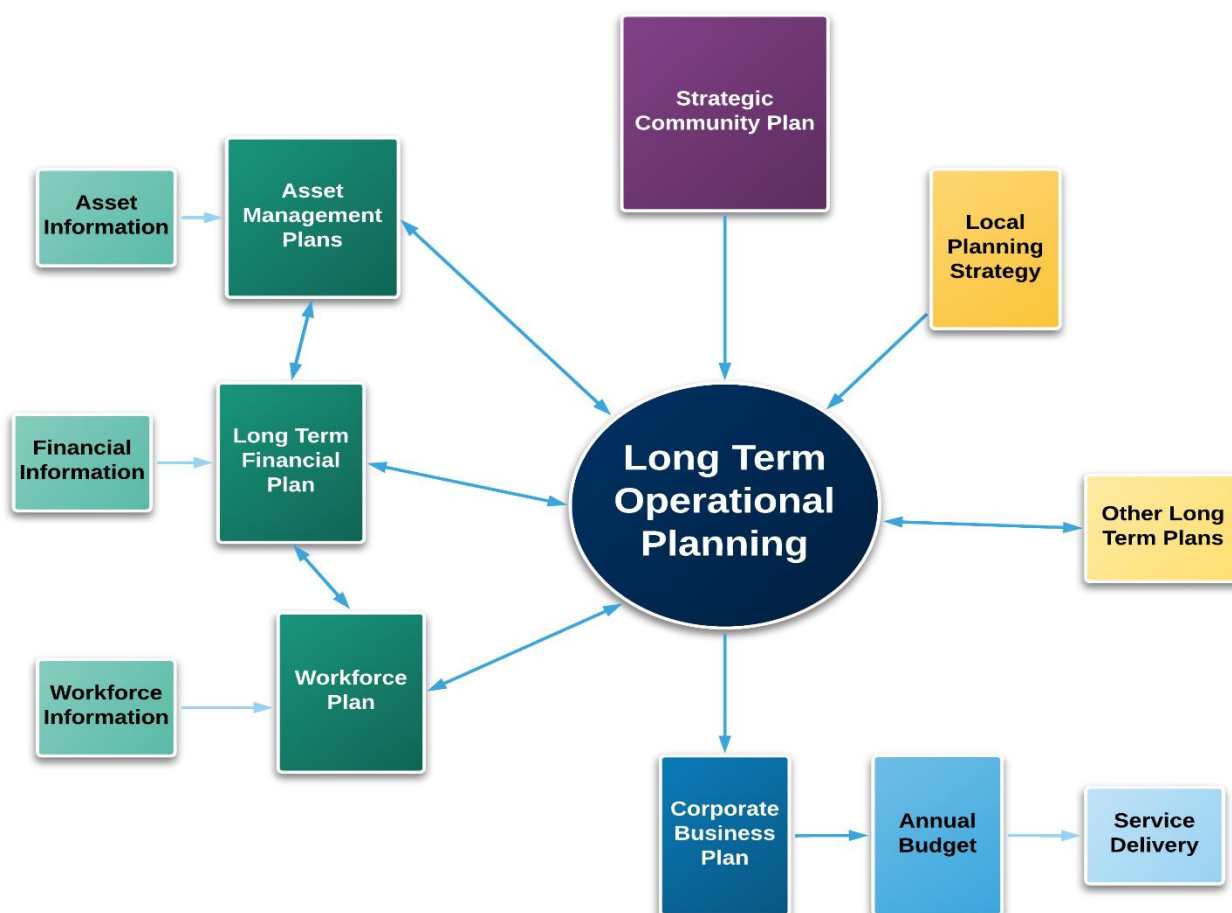 Strategic
Community Plan
Asset
Information
Asset
Management
Plans
Local
Planning
Strategy
Financial
Information
Long Term
Financial
Plan
Long Term
Operational
Planning
Other Long
Term Plans
Workforce
Information
Workforce
Plan
Corporate
Business
Plan
Annual
Budget
Service
Delivery